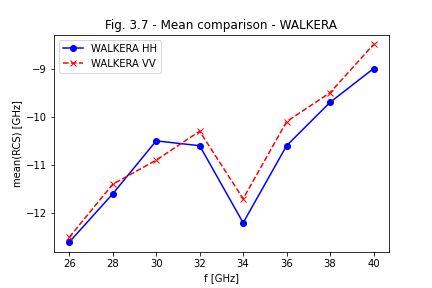 Fig. 3.7 - Mean comparison - WALKERA
WALKERA HH
WALKERA VV
mean(RCS) [GHz]
−9
−10
−11
−12
26 28 30 32 34 36 38 40
f [GHz]